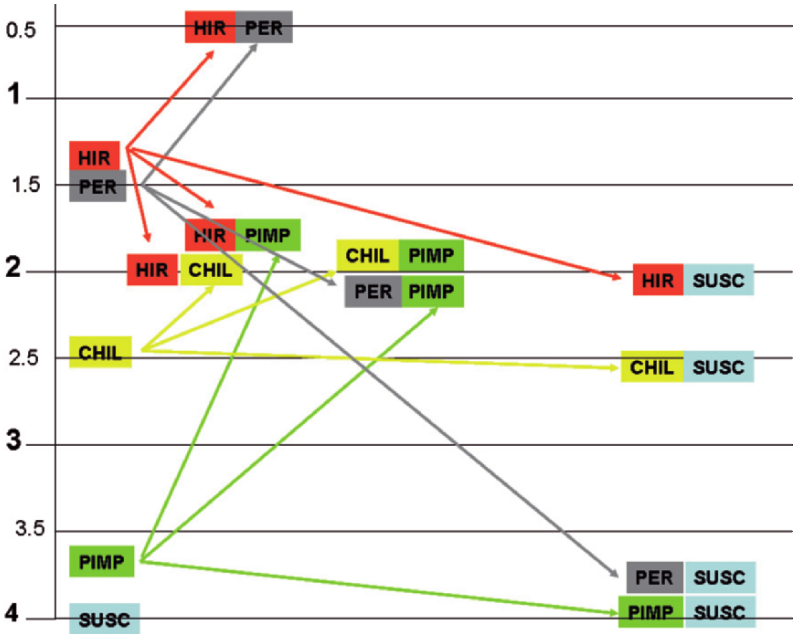 0.5 HIR PER
1
HIR
1.5 PER
HIR PIMP
CHIL PIMP
2 HIR CHIL HIR SUSC
PER PIMP
CHIL
2.5 CHIL SUSC
3
3.5
PIMP
PER SUSC
4 SUSC PIMP SUSC